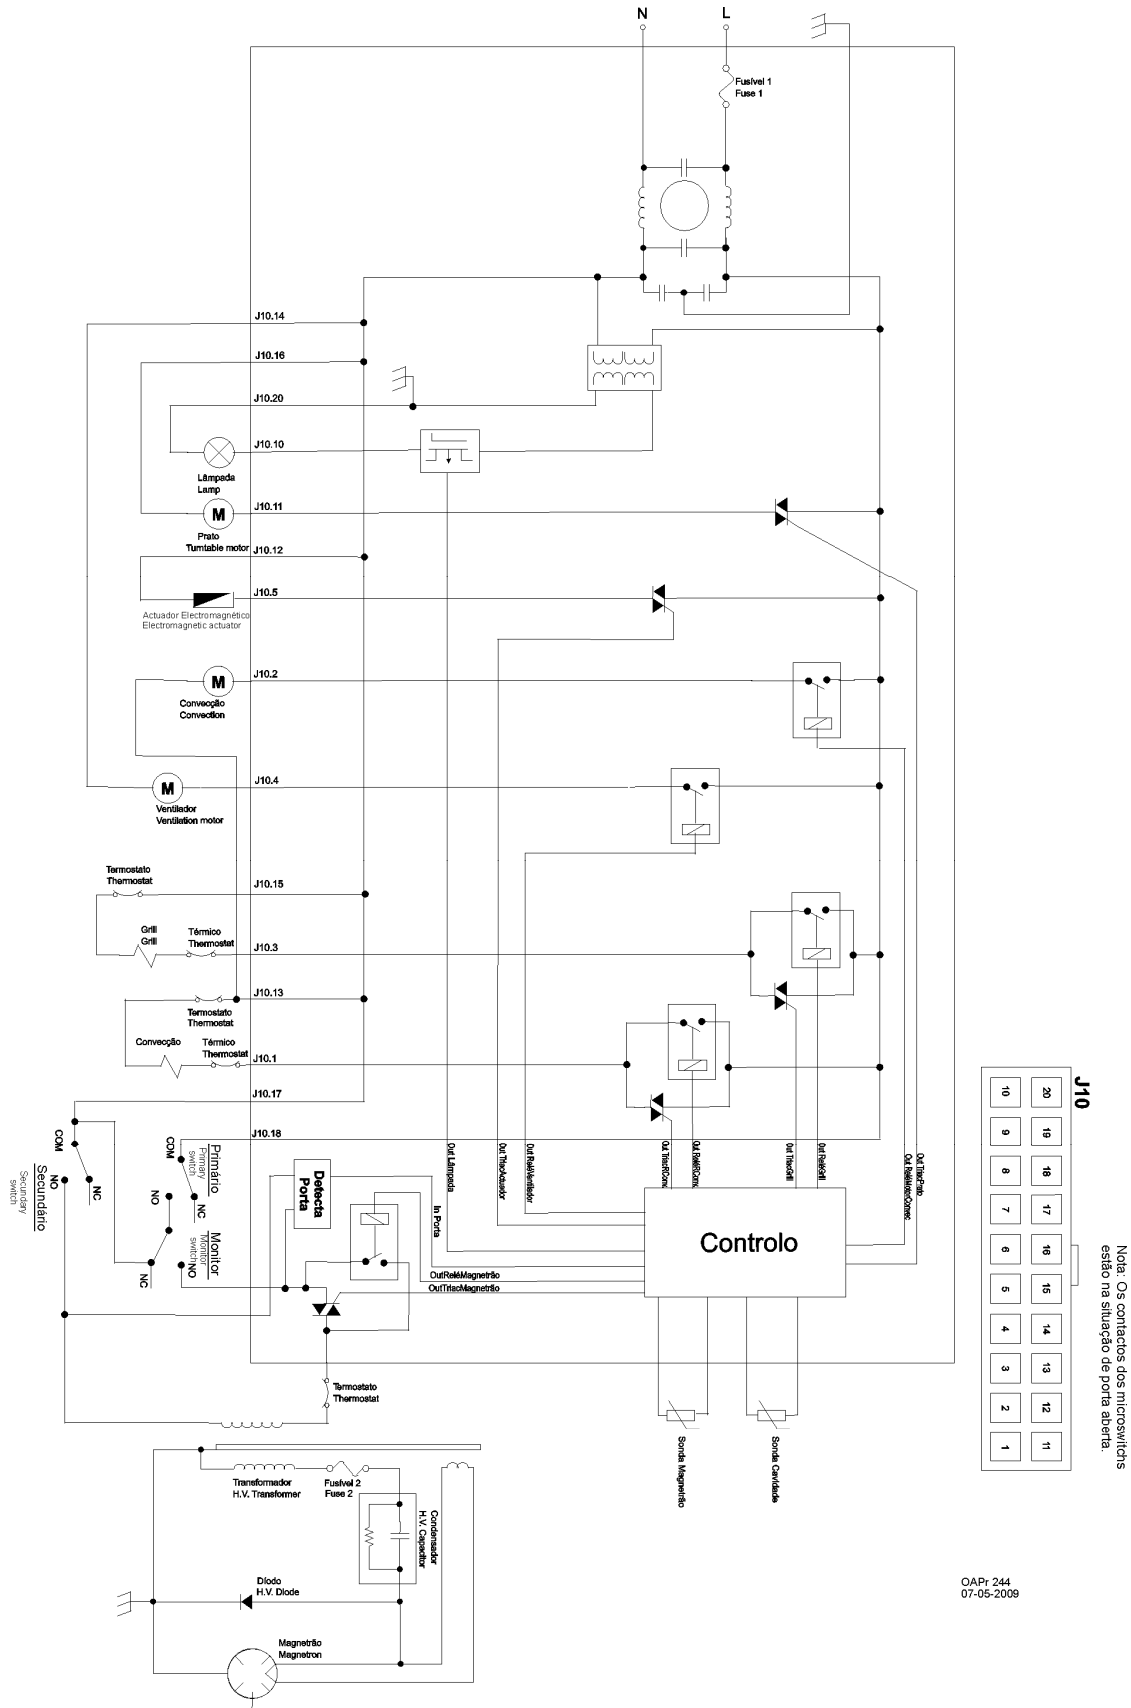 N
L
Fusível 1
Fuse 1
J10.14
J10.16
J10.20
J10.10
Lâmpada
Lamp
J10.11
M
Prato
Turntable motor
J10.12
J10.5
Actuador Electromagnético
Electromagnetic actuator
J10.2
M
Convecção
Convection
J10.4
M
Ventilador
Ventilation motor
Termostato
Thermostat
J10.15
Grill
Grill
Térmico
Thermostat
J10.3
J10.13
Termostato
Thermostat
Convecção
Térmico
Thermostat
J10.1
J10.17
J10.18
COM
NC
NO
Secundário
Secundary
switch
COM
Primário
Primary
switch
NC
NO
Monitor
Monitor
switch
NO
NC
Detecta
Porta
Out Lâmpada
In Porta
Out TriacActuador
Out ReléVentilador
Out TriacRConv.
Out ReléRConv.
Out TriacGrill
Out ReléGrill
Out TriacPrato
Out ReléMotorConvec
Controlo
OutReléMagnetrão
OutTriacMagnetrão
Termostato
Thermostat
Sonda Magnetrão
Sonda Cavidade
Transformador
H.V. Transformer
Fusível 2
Fuse 2
Condensador
H.V. Capacitor
Díodo
H.V. Diode
Magnetrão
Magnetron
J10
10 20
9 19
8 18
7 17
6 16
5 15
4 14
3 13
2 12
1 11
Nota: Os contactos dos microswitchs
estão na situação de porta aberta.
OAPr 244
07-05-2009